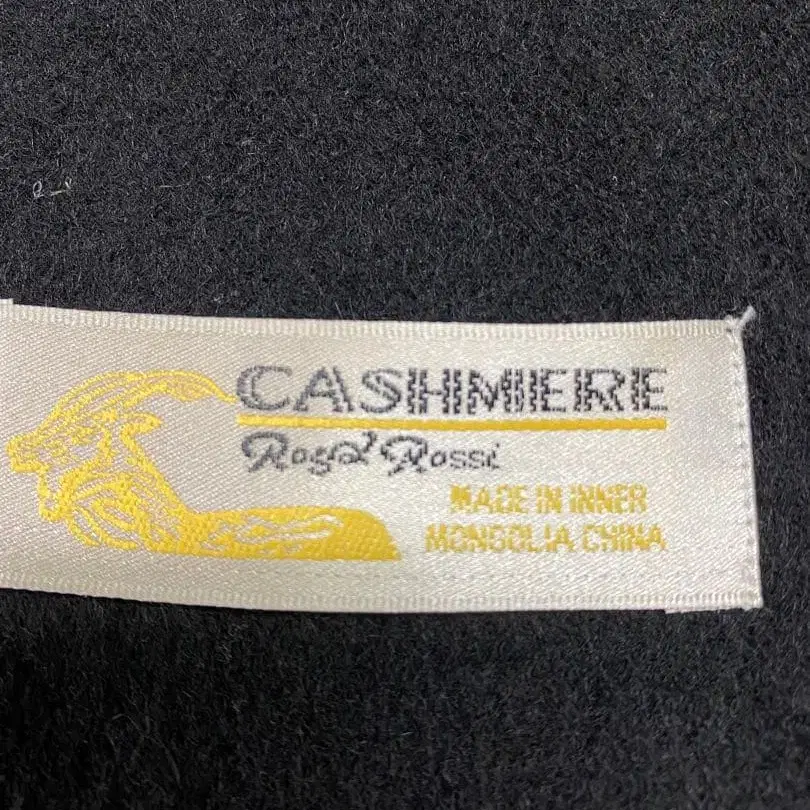 CASHMERE
Royal Rossi
MADE IN INNER
MONGOLIA CHINA